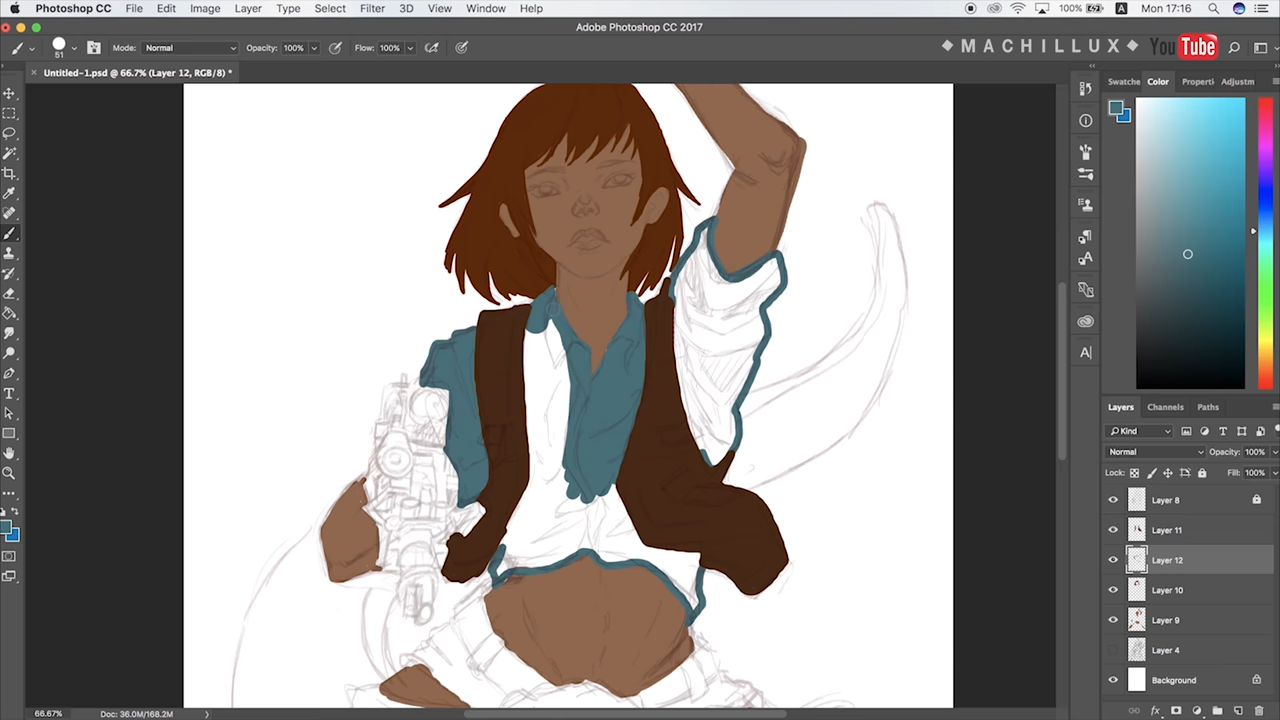 Photoshop CC File Edit Image Layer Type Select Filter 3D View Window Help 100% Mon 17:16
Adobe Photoshop CC 2017
51 Mode: Normal Opacity: 100% Flow: 100% MACHILLUX YouTube
× Untitled-1.psd @ 66.7% (Layer 12, RGB/8) * Swatche Color Properti Adjustm
Layers Channels Paths
Kind
Normal Opacity: 100%
Lock: Fill: 100%
Layer 8
Layer 11
Layer 12
Layer 10
Layer 9
Layer 4
Background
66.67% Doc: 36.0M/168.2M fx